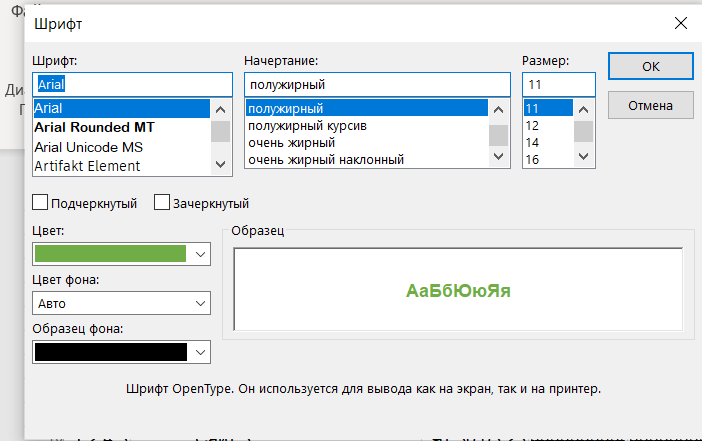 Шрифт
Шрифт:
Arial
Arial
Arial Rounded MT
Arial Unicode MS
Artifakt Element
Начертание:
полужирный
полужирный
полужирный курсив
очень жирный
очень жирный наклонный
Размер:
11
11
12
14
16
ОК
Отмена
Подчеркнутый
Зачеркнутый
Цвет:
Цвет фона:
Авто
Образец фона:
Образец
АаБбЮюЯя
Шрифт OpenType. Он используется для вывода как на экран, так и на принтер.